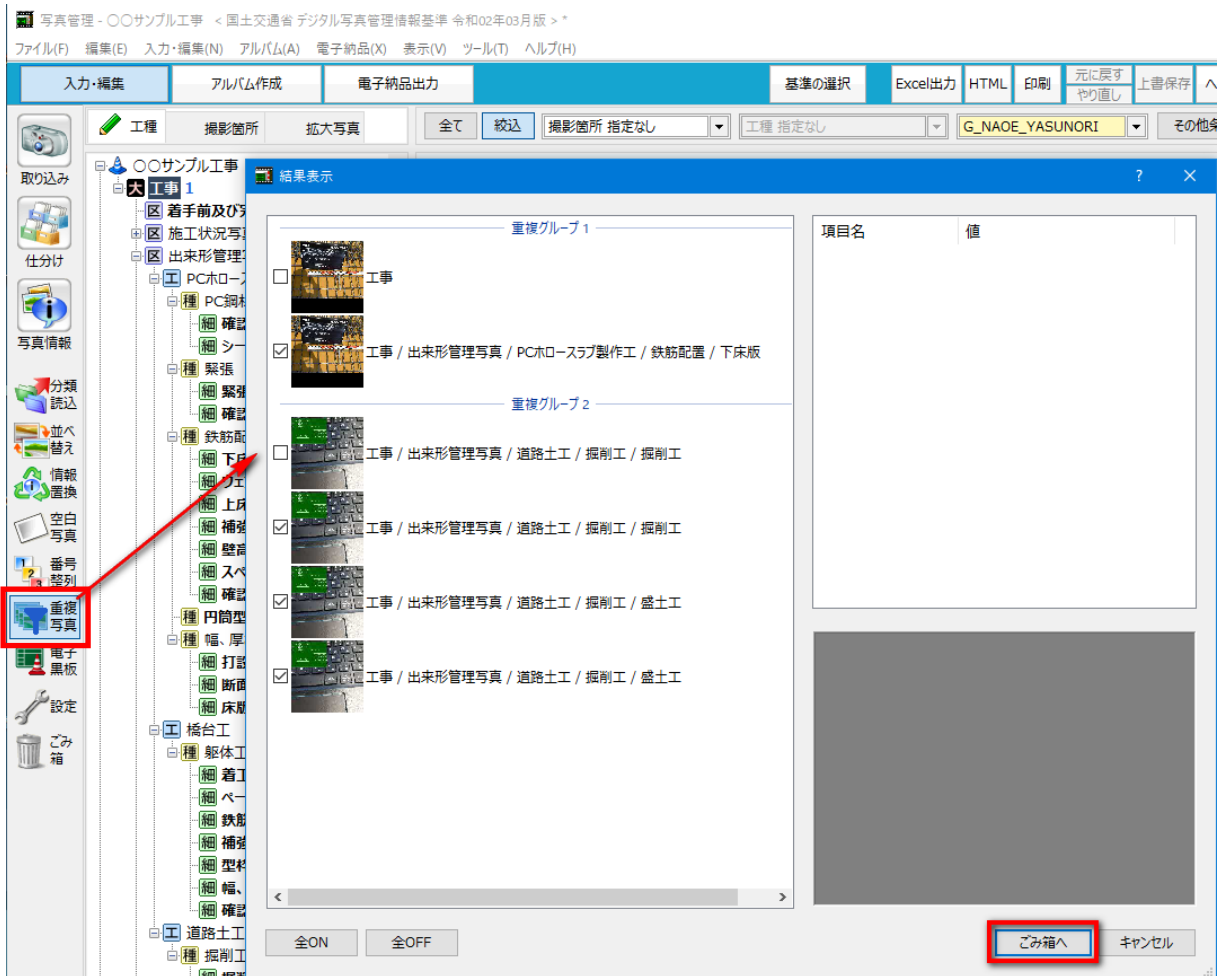 写真管理 - 〇〇サンプル工事 < 国土交通省 デジタル写真管理情報基準 令和02年03月版 > *
ファイル(F) 編集(E) 入力・編集(N) アルバム(A) 電子納品(X) 表示(V) ツール(T) ヘルプ(H)
入力・編集 アルバム作成 電子納品出力 基準の選択 Excel出力 HTML 印刷 元に戻す 上書保存 ヘ
やり直し
工種 撮影箇所 拡大写真 全て 絞込 撮影箇所 指定なし 工種 指定なし G_NAOE_YASUNORI その他条
取り込み
仕分け
写真情報
分類
読込
並べ
替え
情報
置換
空白
写真
番号
整列
重複
写真
電子
黒板
設定
ごみ
箱
〇〇サンプル工事
大 工事 1
区 着手前及び完
区 施工状況写真
区 出来形管理写
工 PCホロース
種 PC鋼材
細 確認
細 シー
種 緊張
細 緊張
細 確認
種 鉄筋配
細 下床
細 ウェ
細 上床
細 補強
細 壁高
細 スペ
細 確認
種 円筒型
種 幅、厚
細 打設
細 断面
細 床版
工 橋台工
種 躯体工
細 着工
細 ペー
細 鉄筋
細 補強
細 型枠
細 幅、
細 確認
工 道路土工
種 掘削工
細 掘削
結果表示 ? ×
重複グループ 1
工事
工事 / 出来形管理写真 / PCホロースラブ製作工 / 鉄筋配置 / 下床版
重複グループ 2
工事 / 出来形管理写真 / 道路土工 / 掘削工 / 掘削工
工事 / 出来形管理写真 / 道路土工 / 掘削工 / 掘削工
工事 / 出来形管理写真 / 道路土工 / 掘削工 / 盛土工
工事 / 出来形管理写真 / 道路土工 / 掘削工 / 盛土工
項目名 値
全ON 全OFF ごみ箱へ キャンセル